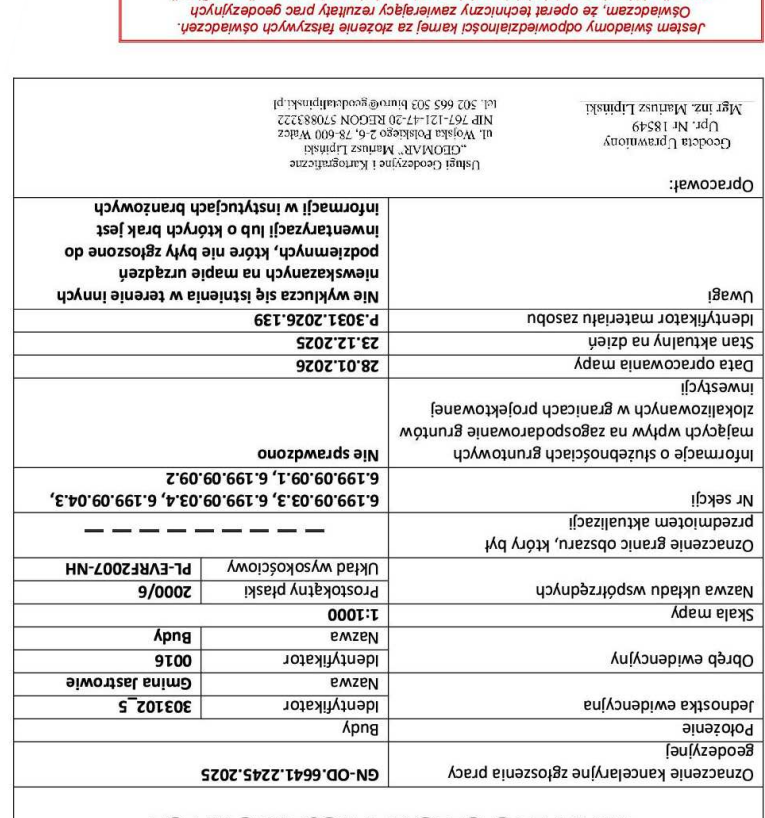 Oznaczenie kancelaryjne zgłoszenia pracy
geodezyjnej
GN-OD.6641.2245.2025
Położenie
Budy
Jednostka ewidencyjna
Identyfikator
303102_5
Nazwa
Gmina Jastrowie
Obręb ewidencyjny
Identyfikator
0016
Nazwa
Budy
Skala mapy
1:1000
Nazwa układu współrzędnych
Prostokątny płaski
2000/6
Układ wysokościowy
PL-EVRF2007-NH
Oznaczenie granic obszaru, który był
przedmiotem aktualizacji
Nr sekcji
6.199.09.03.3, 6.199.09.03.4, 6.199.09.04.3,
6.199.09.09.1, 6.199.09.09.2
Informacje o służebnościach gruntowych
mających wpływ na zagospodarowanie gruntów
zlokalizowanych w granicach projektowanej
inwestycji
Nie sprawdzono
Data opracowania mapy
28.01.2026
Stan aktualny na dzień
23.12.2025
Identyfikator materiału zasobu
P.3031.2026.139
Uwagi
Nie wyklucza się istnienia w terenie innych
niewskazanych na mapie urządzeń
podziemnych, które nie były zgłoszone do
inwentaryzacji lub o których brak jest
informacji w instytucjach branżowych
Opracował:
Geodeta Uprawniony
Upr. Nr 18549
Mgr inż. Mariusz Lipiński
Usługi Geodezyjne i Kartograficzne
„GEOMAR" Mariusz Lipiński
ul. Wojska Polskiego 2-6, 78-600 Wałcz
NIP 767-121-47-20 REGON 570883222
tel. 502 665 503 biuro@geodetalipinski.pl
Jestem świadomy odpowiedzialności karnej za złożenie fałszywych oświadczeń.
Oświadczam, że operat techniczny zawierający rezultaty prac geodezyjnych